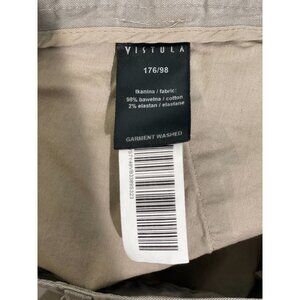 VISTULA
176/98
tkanina / fabric:
98% bawełna / cotton
2% elastan / elastane
GARMENT WASHED